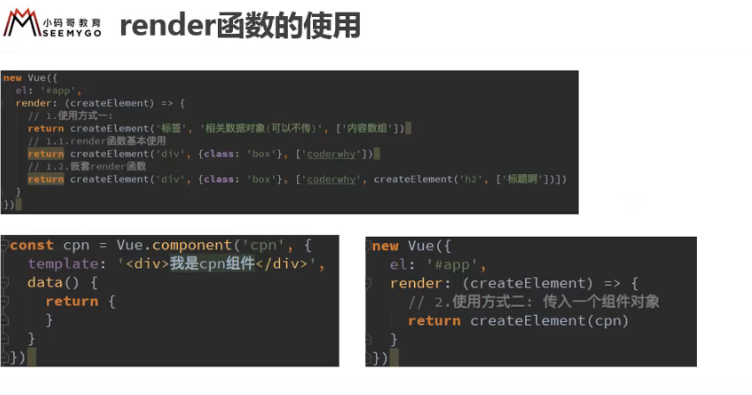 小码哥教育
SEEMYGO
render函数的使用
new Vue({
el: '#app',
render: (createElement) => {
// 1.使用方式一:
return createElement('标签', '相关数据对象(可以不传)', ['内容数组'])
// 1.1.render函数基本使用
return createElement('div', {class: 'box'}, ['coderwhy'])
// 1.2.嵌套render函数
return createElement('div', {class: 'box'}, ['coderwhy', createElement('h2', ['标题啊'])])
}
})
const cpn = Vue.component('cpn', {
template: '<div>我是cpn组件</div>',
data() {
return {
}
}
})
new Vue({
el: '#app',
render: (createElement) => {
// 2.使用方式二: 传入一个组件对象
return createElement(cpn)
}
})